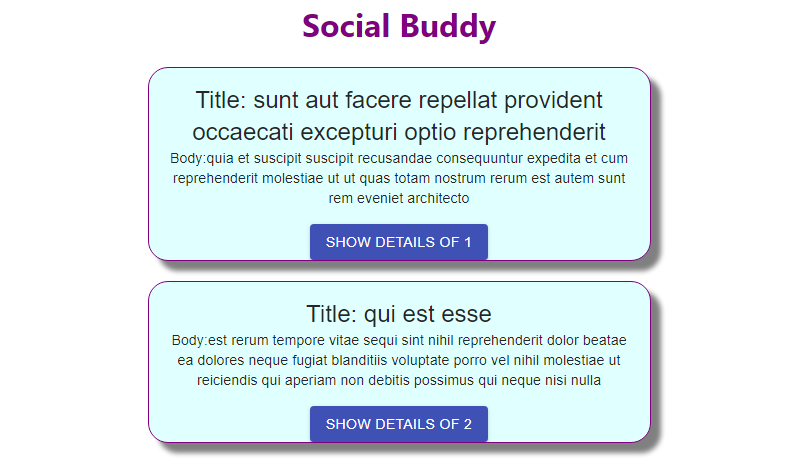 Social Buddy
Title: sunt aut facere repellat provident
occaecati excepturi optio reprehenderit
Body:quia et suscipit suscipit recusandae consequuntur expedita et cum
reprehenderit molestiae ut ut quas totam nostrum rerum est autem sunt
rem eveniet architecto
SHOW DETAILS OF 1
Title: qui est esse
Body:est rerum tempore vitae sequi sint nihil reprehenderit dolor beatae
ea dolores neque fugiat blanditiis voluptate porro vel nihil molestiae ut
reiciendis qui aperiam non debitis possimus qui neque nisi nulla
SHOW DETAILS OF 2